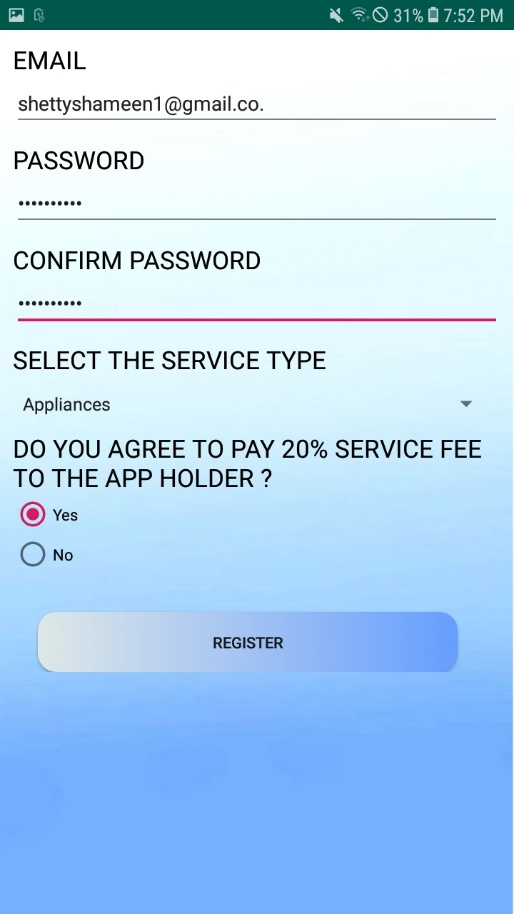 31% 7:52 PM
EMAIL
shettyshameen1@gmail.co.
PASSWORD
••••••••••
CONFIRM PASSWORD
••••••••••
SELECT THE SERVICE TYPE
Appliances
DO YOU AGREE TO PAY 20% SERVICE FEE
TO THE APP HOLDER ?
Yes
No
REGISTER